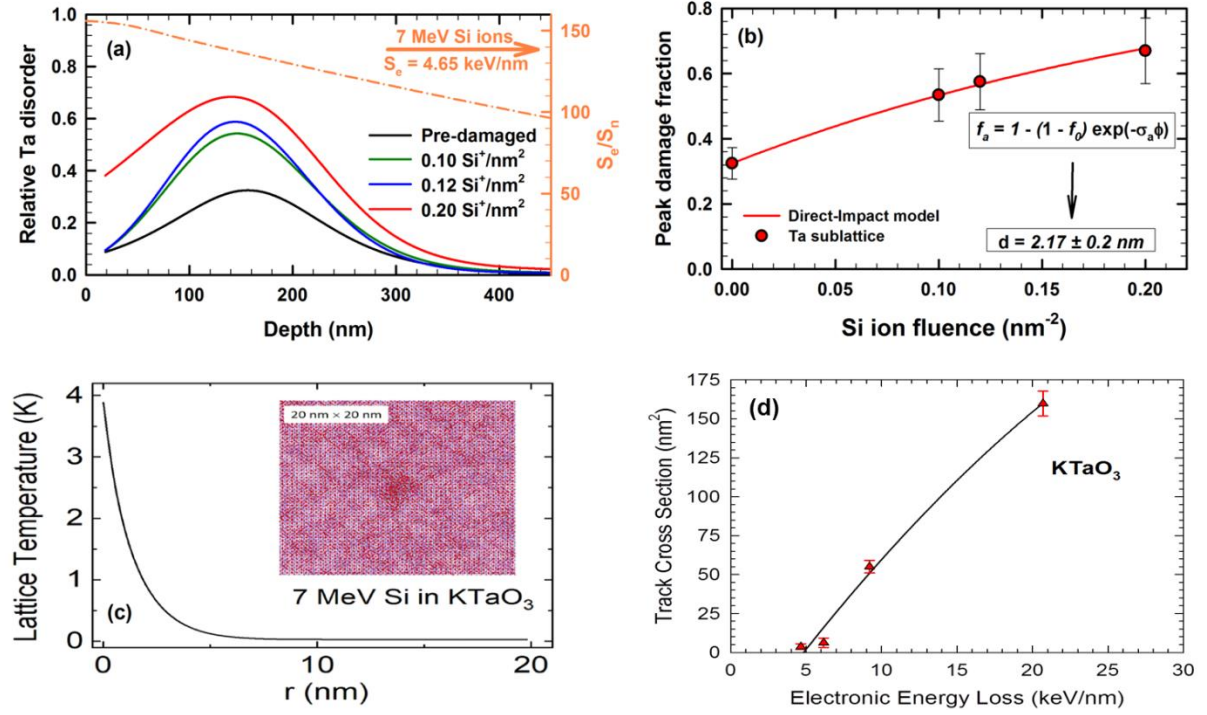 (a)
7 MeV Si ions
Sₑ = 4.65 keV/nm
Pre-damaged
0.10 Si⁺/nm²
0.12 Si⁺/nm²
0.20 Si⁺/nm²
Relative Ta disorder
1.0
0.8
0.6
0.4
0.2
0.0
0
100
200
300
400
Depth (nm)
150
100
50
0
Sₑ/Sₙ
(b)
Peak damage fraction
0.8
0.6
0.4
0.2
0.0
fₐ = 1 - (1 - f₀) exp(-σₐϕ)
d = 2.17 ± 0.2 nm
Direct-Impact model
Ta sublattice
0.00
0.05
0.10
0.15
0.20
Si ion fluence (nm⁻²)
Lattice Temperature (K)
4
3
2
1
0
20 nm × 20 nm
7 MeV Si in KTaO₃
(c)
0
10
20
r (nm)
(d)
Track Cross Section (nm²)
175
150
125
100
75
50
25
0
KTaO₃
0
5
10
15
20
25
30
Electronic Energy Loss (keV/nm)